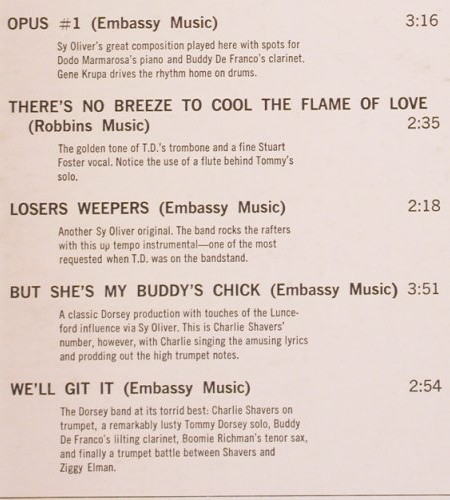 OPUS #1 (Embassy Music) 3:16
Sy Oliver's great composition played here with spots for
Dodo Marmarosa's piano and Buddy De Franco's clarinet.
Gene Krupa drives the rhythm home on drums.
THERE'S NO BREEZE TO COOL THE FLAME OF LOVE
(Robbins Music) 2:35
The golden tone of T.D.'s trombone and a fine Stuart
Foster vocal. Notice the use of a flute behind Tommy's
solo.
LOSERS WEEPERS (Embassy Music) 2:18
Another Sy Oliver original. The band rocks the rafters
with this up tempo instrumental—one of the most
requested when T.D. was on the bandstand.
BUT SHE'S MY BUDDY'S CHICK (Embassy Music) 3:51
A classic Dorsey production with touches of the Lunce-
ford influence via Sy Oliver. This is Charlie Shavers'
number, however, with Charlie singing the amusing lyrics
and prodding out the high trumpet notes.
WE'LL GIT IT (Embassy Music) 2:54
The Dorsey band at its torrid best: Charlie Shavers on
trumpet, a remarkably lusty Tommy Dorsey solo, Buddy
De Franco's lilting clarinet, Boomie Richman's tenor sax,
and finally a trumpet battle between Shavers and
Ziggy Elman.